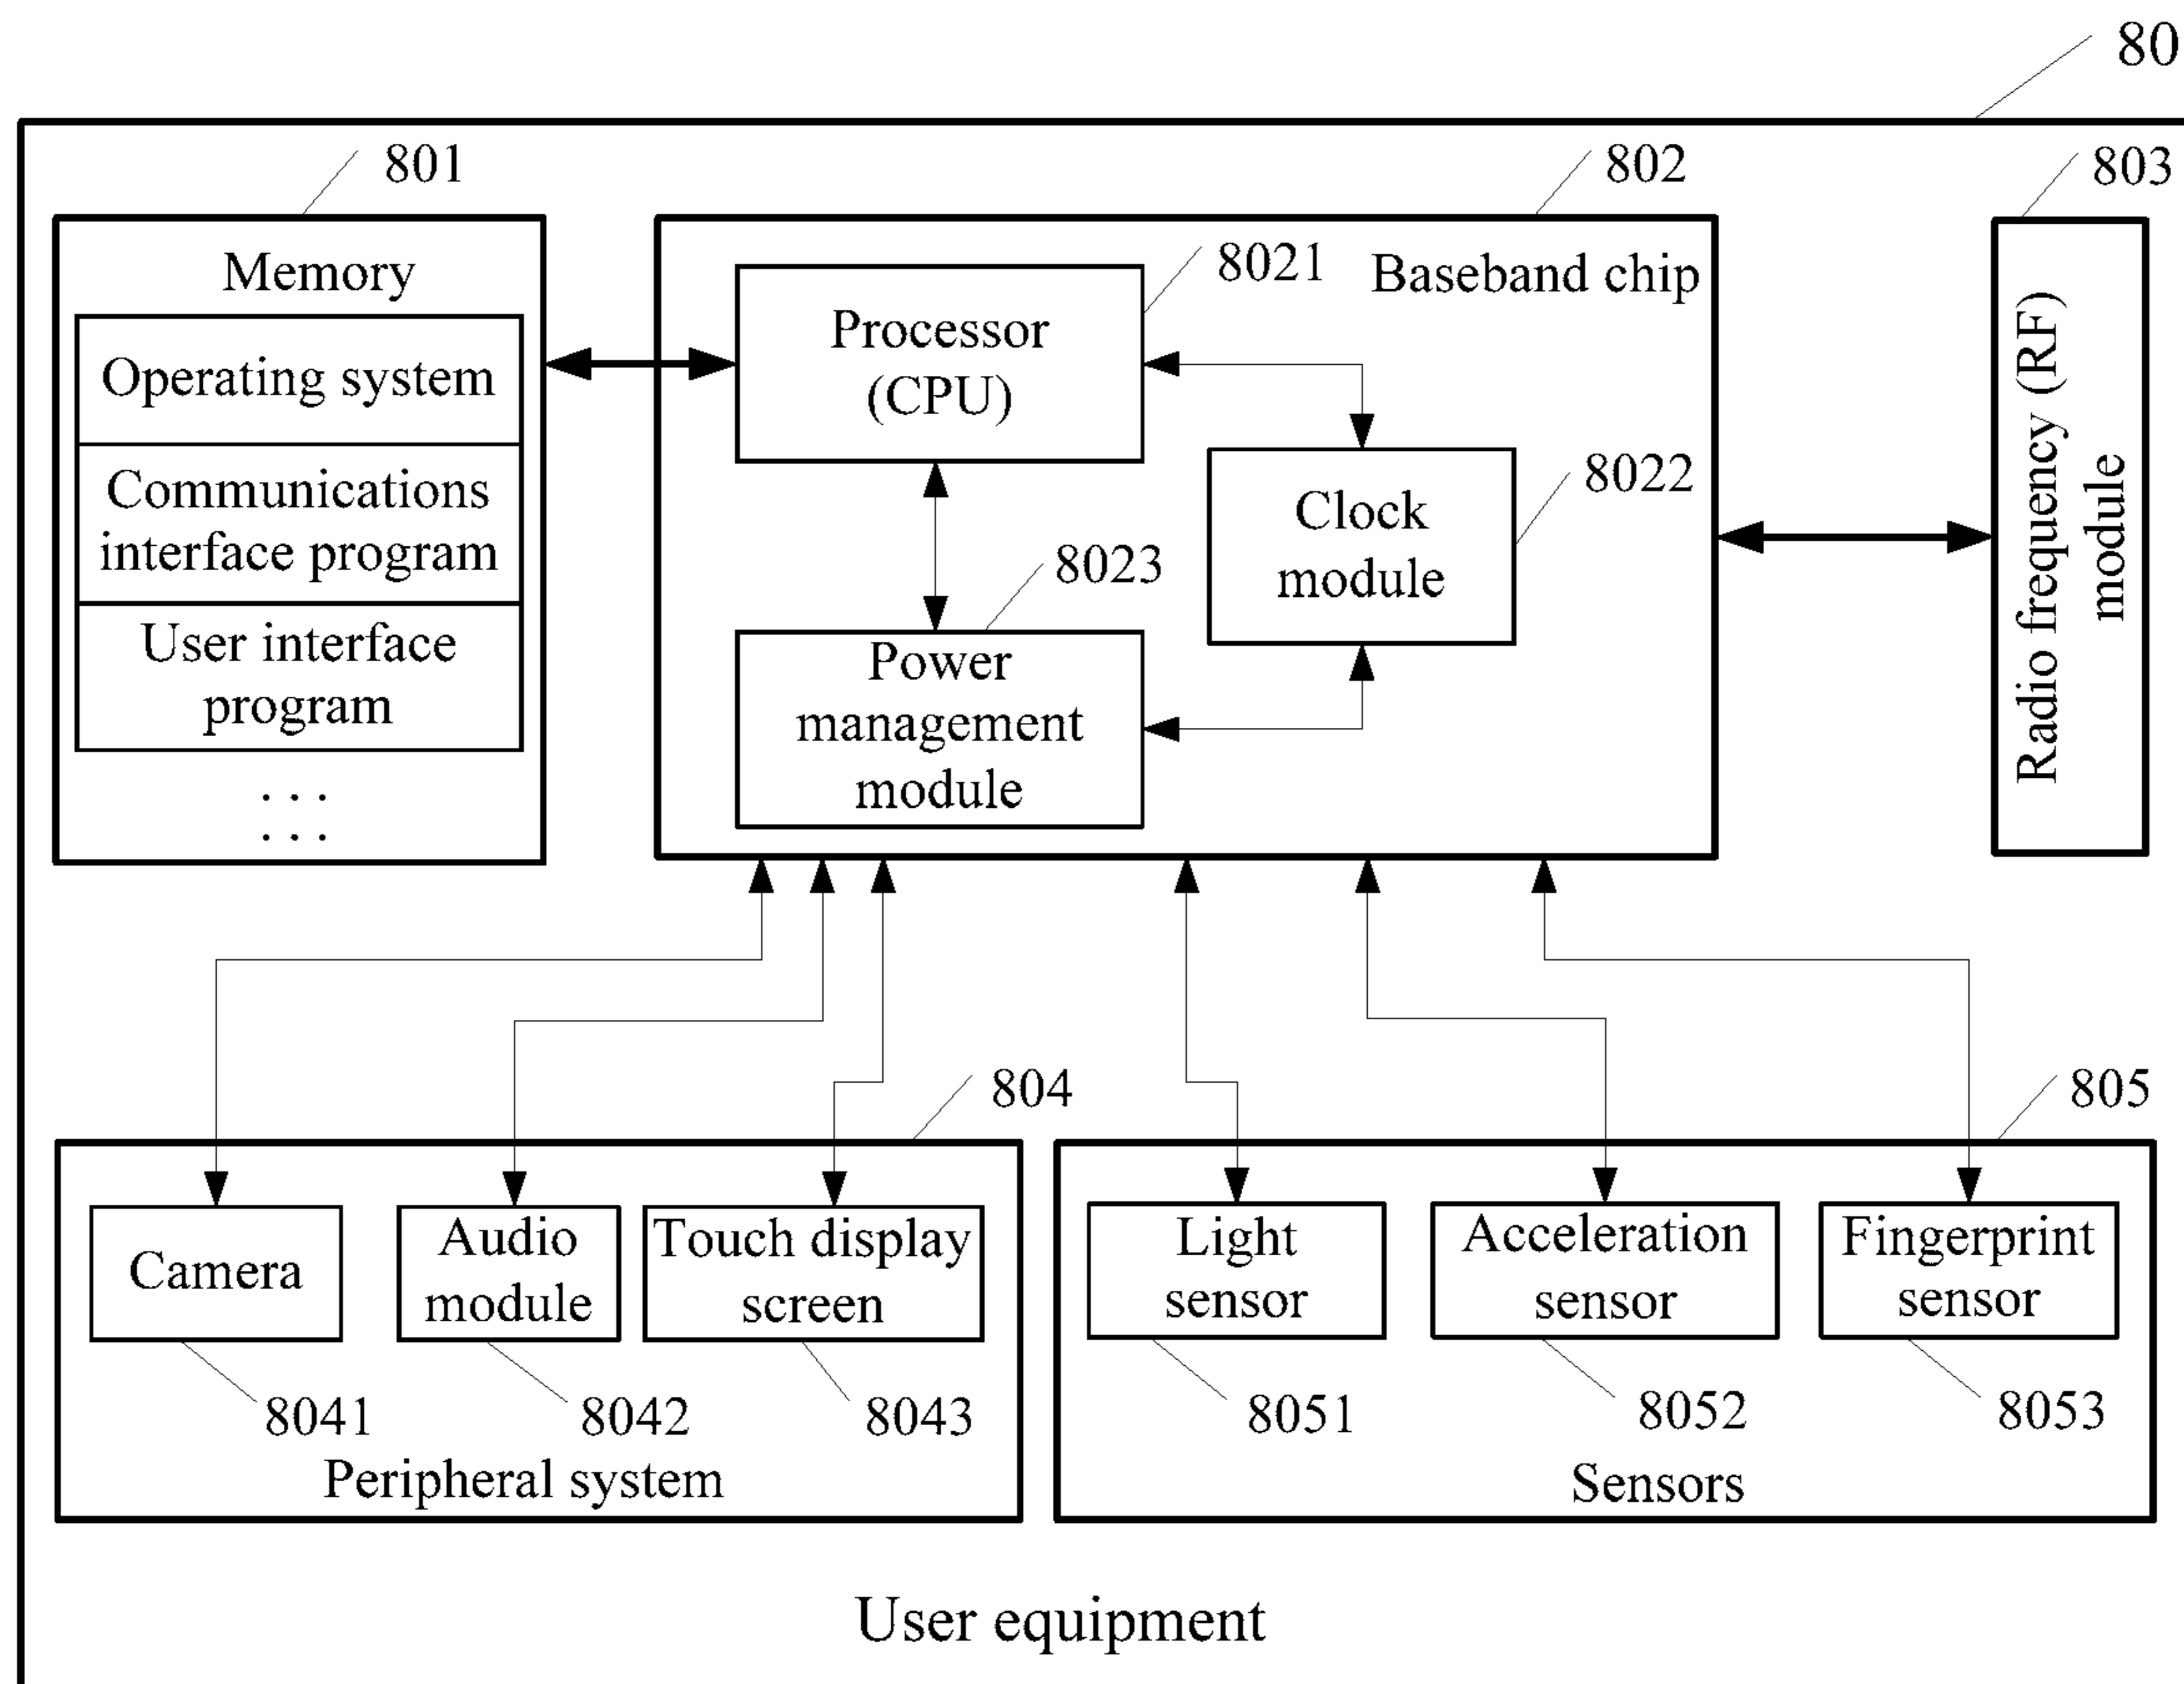 80
801
802
803
Memory
Operating system
Communications
interface program
User interface
program
. . .
. . .
8021
Baseband chip
Processor
(CPU)
8022
Clock
module
8023
Power
management
module
Radio frequency (RF)
module
804
805
Camera
Audio
module
Touch display
screen
Light
sensor
Acceleration
sensor
Fingerprint
sensor
8041
8042
8043
8051
8052
8053
Peripheral system
Sensors
User equipment